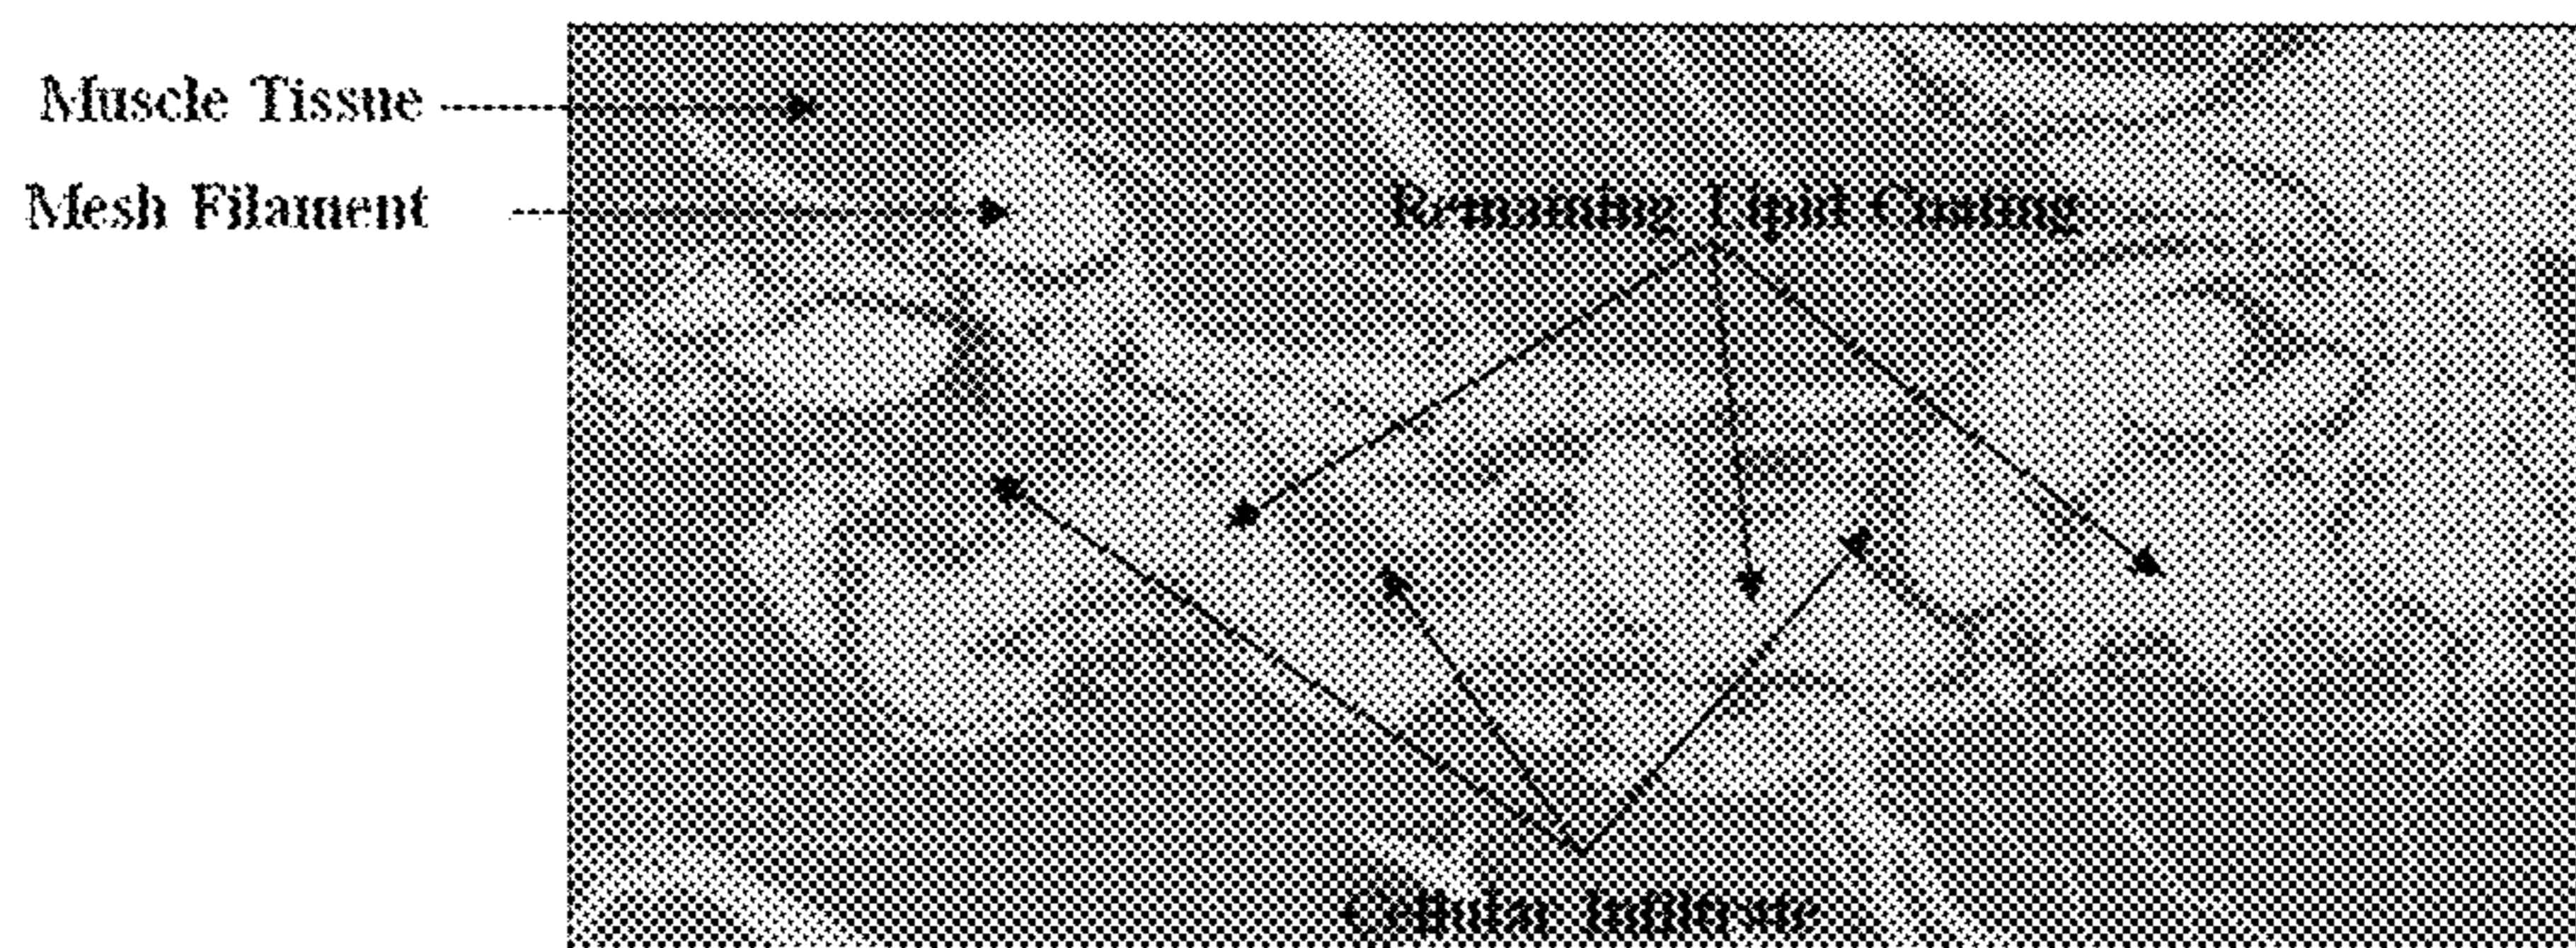 Muscle Tissue
Mesh Filament
Remaining Lipid Coating
Cellular Infiltrate